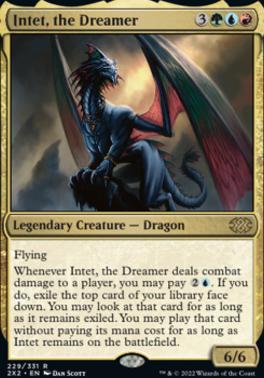 Intet, the Dreamer 3
Legendary Creature — Dragon
Flying
Whenever Intet, the Dreamer deals combat
damage to a player, you may pay 2. If you
do, exile the top card of your library face
down. You may look at that card for as long
as it remains exiled. You may play that card
without paying its mana cost for as long as
Intet remains on the battlefield.
6/6
229/331 R
2X2 • EN DAN SCOTT
™ & © 2022 Wizards of the Coast